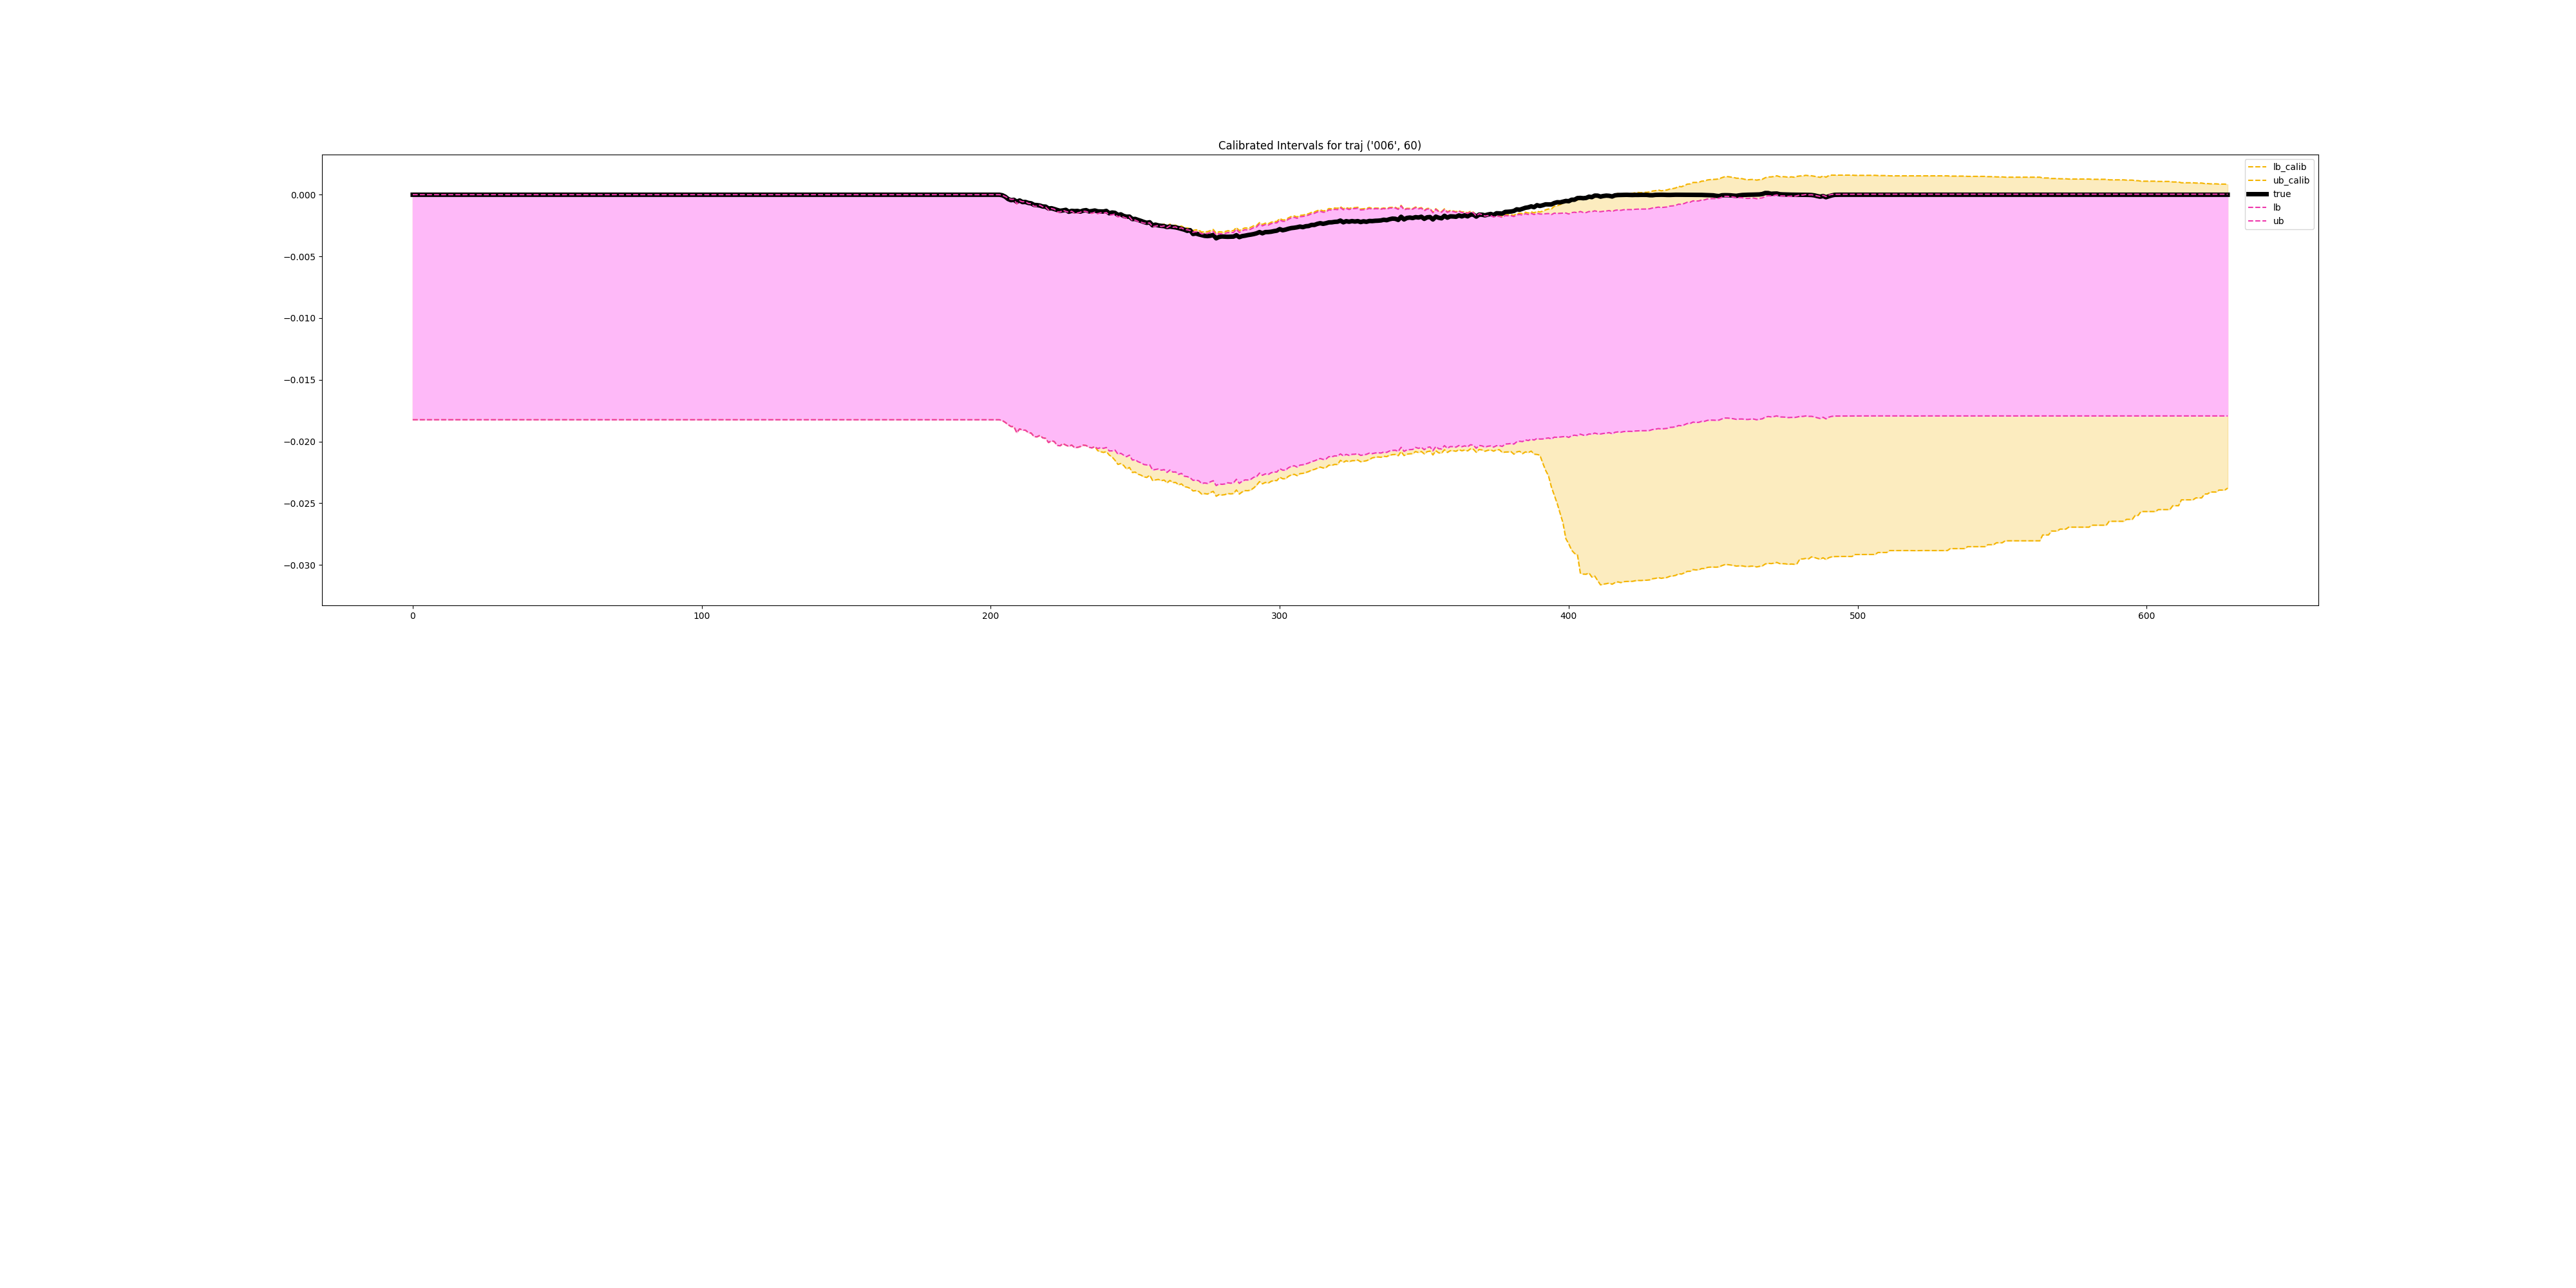 Calibrated Intervals for traj ('006', 60)
lb_calib
ub_calib
true
lb
ub
0.000
−0.005
−0.010
−0.015
−0.020
−0.025
−0.030
0 100 200 300 400 500 600